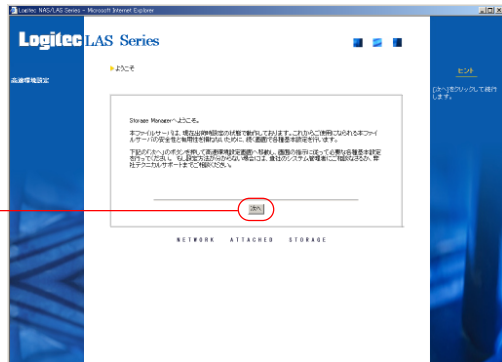 Logitec NAS/LAS Series - Microsoft Internet Explorer
Logitec LAS Series
高速環境設定
ようこそ
ヒント
[次へ]をクリックして続行
します。
Storage Managerへようこそ。
本ファイルサーバは、現在出荷時設定の状態で動作しております。これからご使用になられる本ファイ
ルサーバの安全性と無用性を損わないために、続く画面で各種基本設定を行います。
下記の「次へ」のボタンを押して高速環境設定画面へ移動し、画面の指示に従って必要な各種基本設定
を行ってください。もし設定方法が分からない場合には、貴社のシステム管理者にご相談なさるか、弊
社テクニカルサポートまでご相談ください。
次へ
NETWORK ATTACHED STORAGE